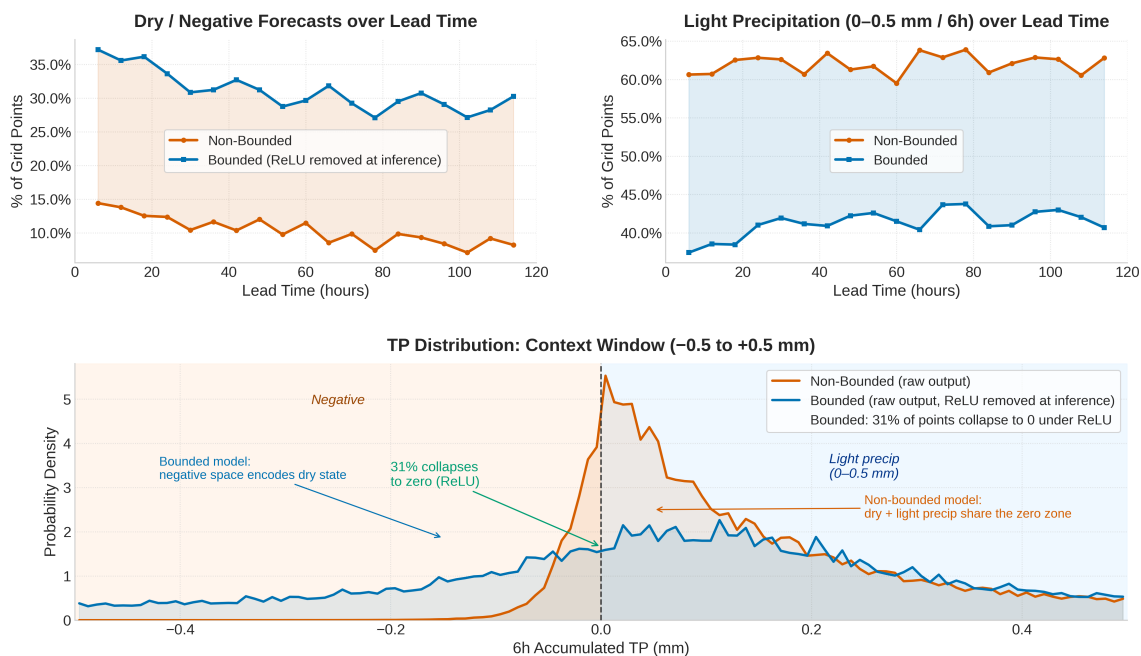 Dry / Negative Forecasts over Lead Time
% of Grid Points
35.0%
30.0%
25.0%
20.0%
15.0%
10.0%
Non-Bounded
Bounded (ReLU removed at inference)
0
20
40
60
80
100
120
Lead Time (hours)
Light Precipitation (0–0.5 mm / 6h) over Lead Time
% of Grid Points
65.0%
60.0%
55.0%
50.0%
45.0%
40.0%
Non-Bounded
Bounded
0
20
40
60
80
100
120
Lead Time (hours)
TP Distribution: Context Window (−0.5 to +0.5 mm)
Probability Density
5
4
3
2
1
0
Negative
Bounded model:
negative space encodes dry state
31% collapses
to zero (ReLU)
Non-Bounded (raw output)
Bounded (raw output, ReLU removed at inference)
Bounded: 31% of points collapse to 0 under ReLU
Light precip
(0–0.5 mm)
Non-bounded model:
dry + light precip share the zero zone
−0.4
−0.2
0.0
0.2
0.4
6h Accumulated TP (mm)